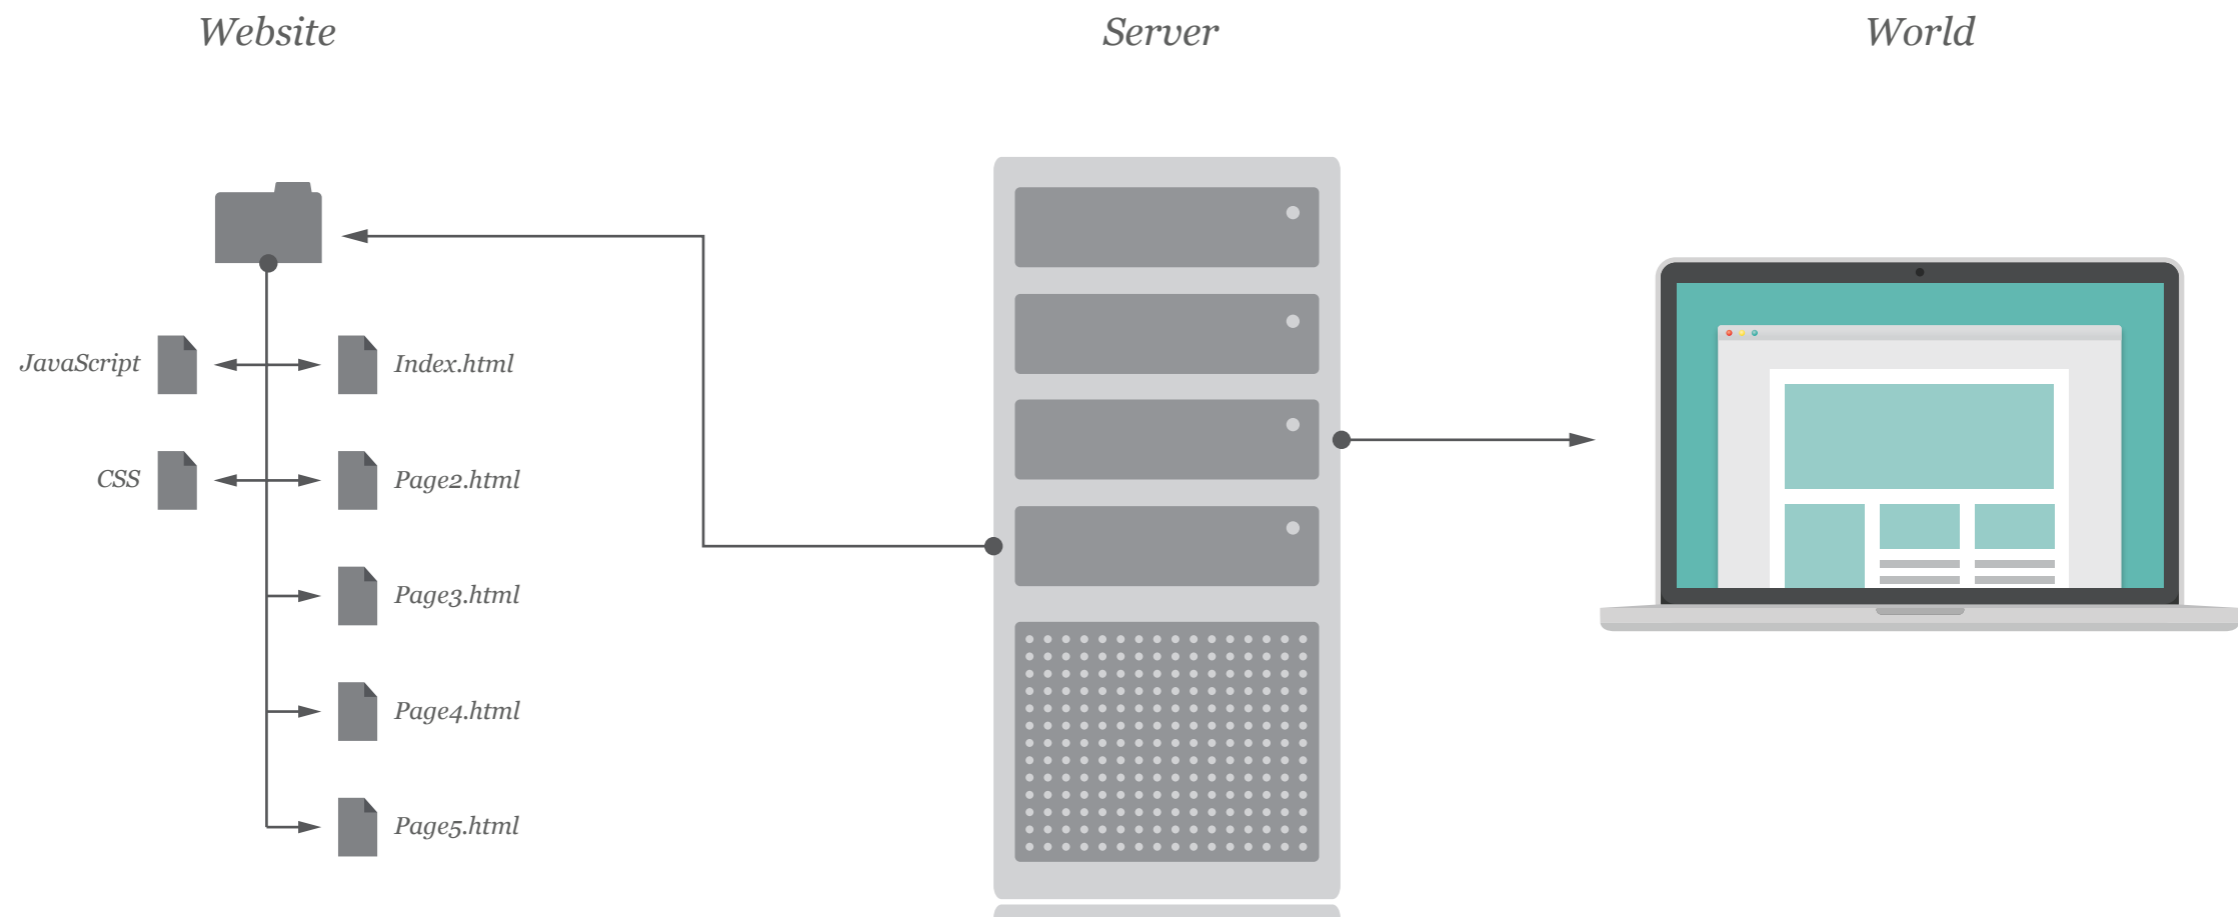 Website
Server
World
JavaScript
Index.html
CSS
Page2.html
Page3.html
Page4.html
Page5.html